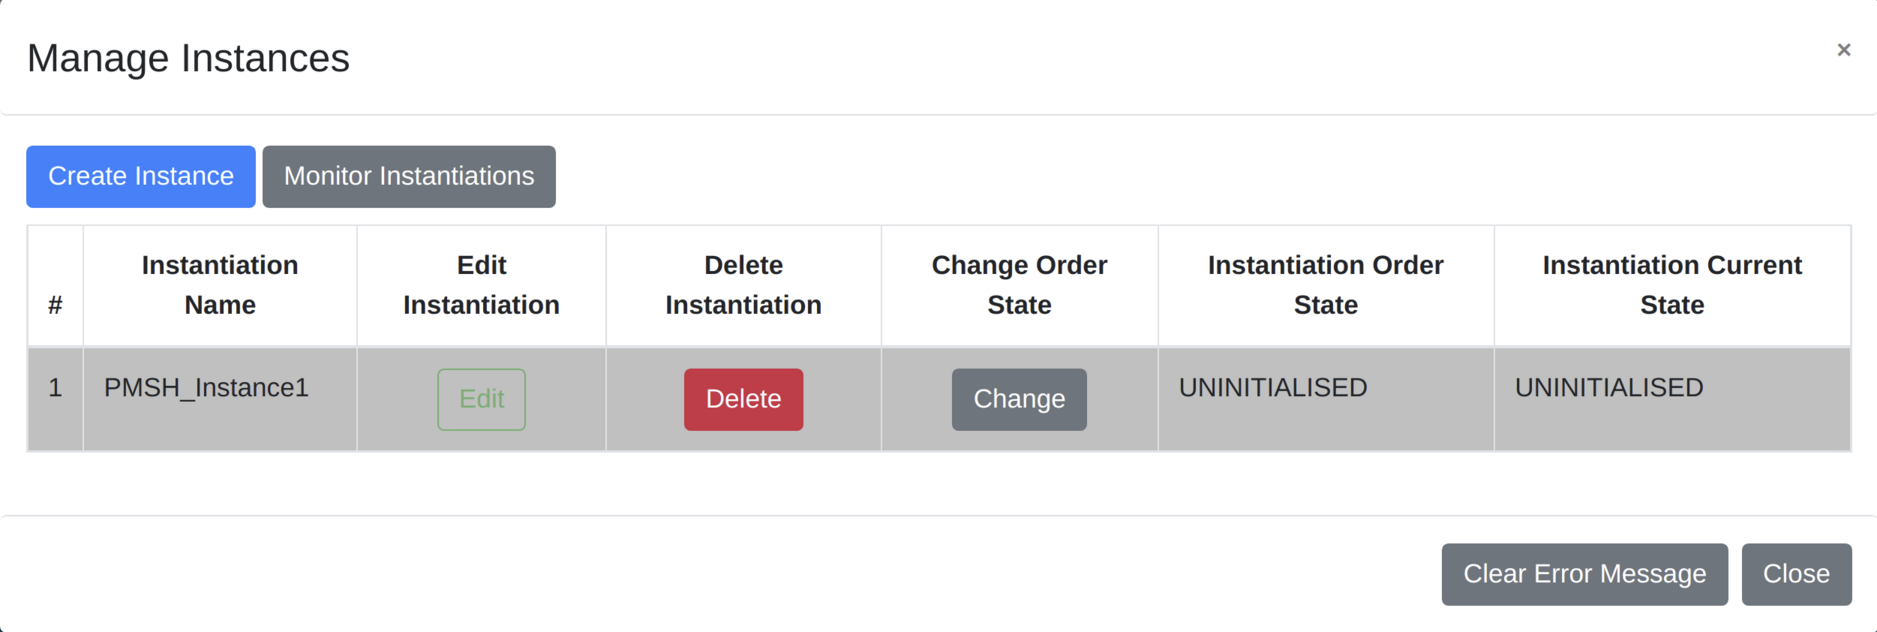 Manage Instances
×
Create Instance
Monitor Instantiations
#
Instantiation
Name
Edit
Instantiation
Delete
Instantiation
Change Order
State
Instantiation Order
State
Instantiation Current
State
1
PMSH_Instance1
Edit
Delete
Change
UNINITIALISED
UNINITIALISED
Clear Error Message
Close